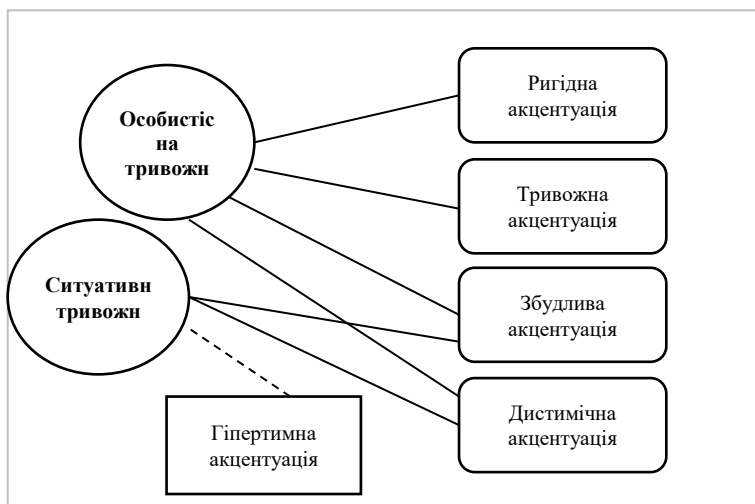 Особистіс
на
тривожн
Ситуативн
тривожн
Гіпертимна
акцентуація
Ригідна
акцентуація
Тривожна
акцентуація
Збудлива
акцентуація
Дистимічна
акцентуація